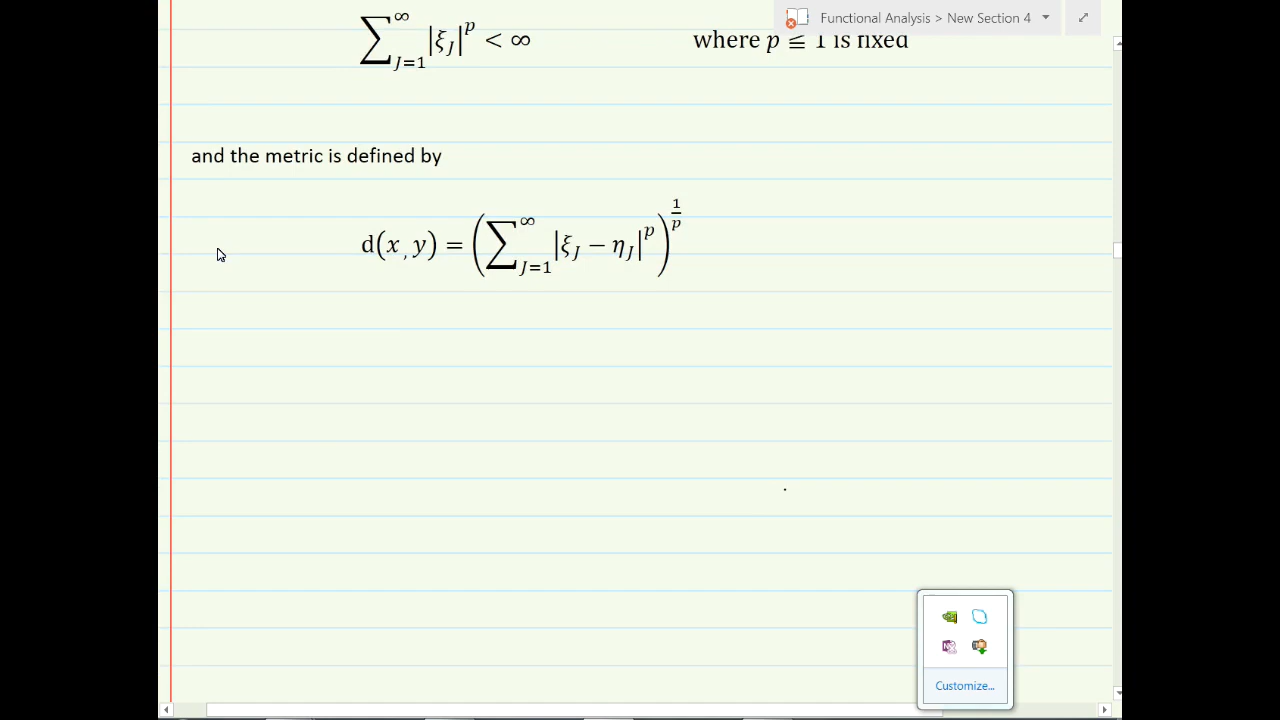 Functional Analysis > New Section 4
∑_{J=1}^{∞} |ξ_J|^p < ∞ where p ≦ 1 is fixed
and the metric is defined by
d(x, y) = (∑_{J=1}^{∞} |ξ_J − η_J|^p)^{1/p}
Customize...